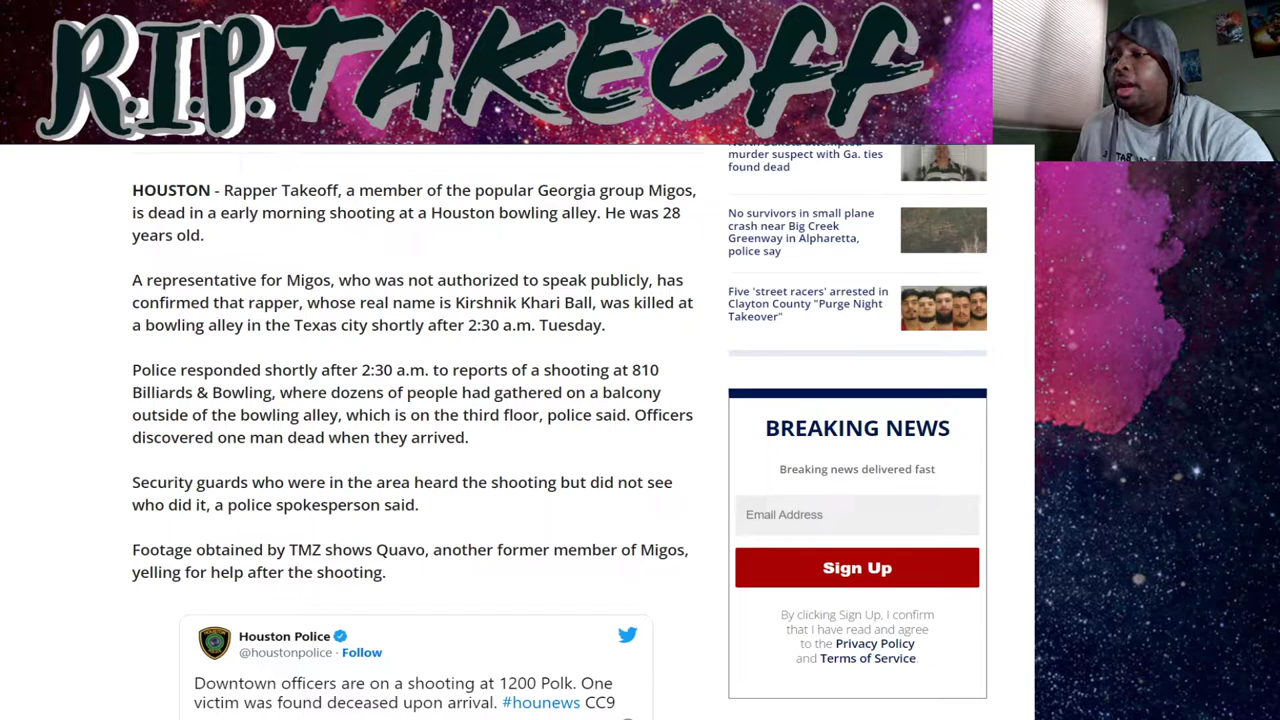 R.I.P. TAKEOFF
HOUSTON - Rapper Takeoff, a member of the popular Georgia group Migos,
is dead in a early morning shooting at a Houston bowling alley. He was 28
years old.
A representative for Migos, who was not authorized to speak publicly, has
confirmed that rapper, whose real name is Kirshnik Khari Ball, was killed at
a bowling alley in the Texas city shortly after 2:30 a.m. Tuesday.
Police responded shortly after 2:30 a.m. to reports of a shooting at 810
Billiards & Bowling, where dozens of people had gathered on a balcony
outside of the bowling alley, which is on the third floor, police said. Officers
discovered one man dead when they arrived.
Security guards who were in the area heard the shooting but did not see
who did it, a police spokesperson said.
Footage obtained by TMZ shows Quavo, another former member of Migos,
yelling for help after the shooting.
Houston Police
@houstonpolice · Follow
Downtown officers are on a shooting at 1200 Polk. One
victim was found deceased upon arrival. #hounews CC9
murder suspect with Ga. ties
found dead
No survivors in small plane
crash near Big Creek
Greenway in Alpharetta,
police say
Five 'street racers' arrested in
Clayton County "Purge Night
Takeover"
BREAKING NEWS
Breaking news delivered fast
Email Address
Sign Up
By clicking Sign Up, I confirm
that I have read and agree
to the Privacy Policy
and Terms of Service.